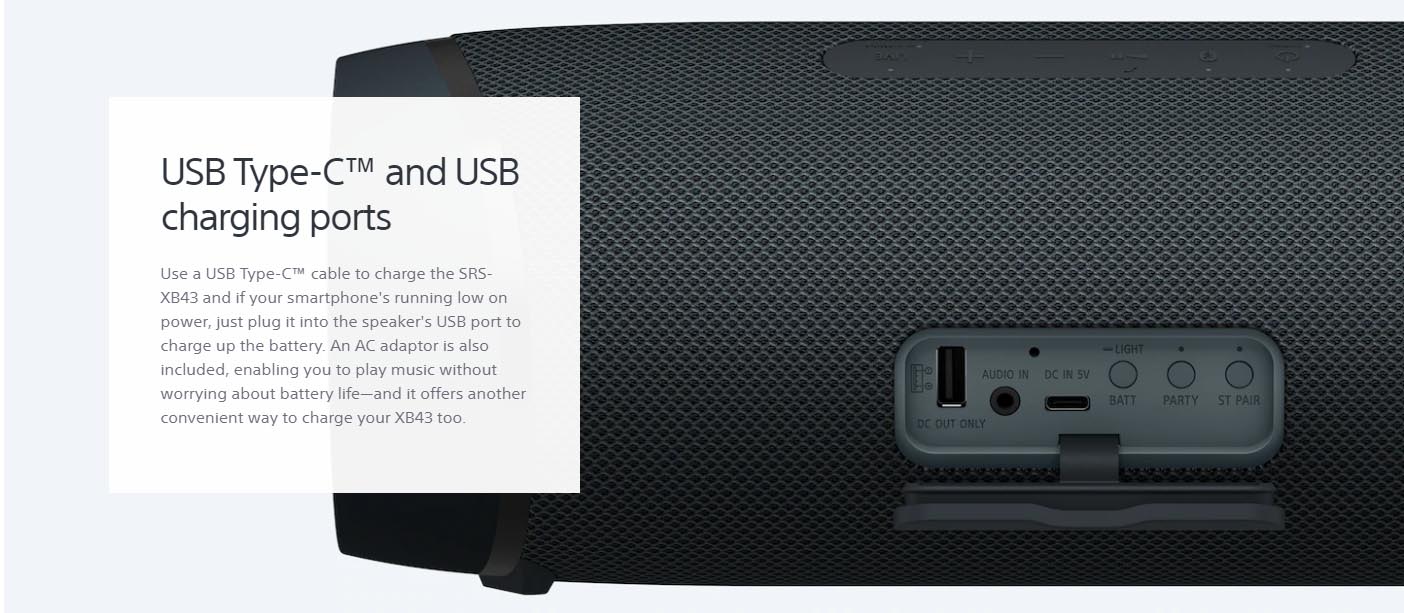 USB Type-C™ and USB
charging ports
Use a USB Type-C™ cable to charge the SRS-
XB43 and if your smartphone's running low on
power, just plug it into the speaker's USB port to
charge up the battery. An AC adaptor is also
included, enabling you to play music without
worrying about battery life—and it offers another
convenient way to charge your XB43 too.
LIVE
LIGHT
AUDIO IN
DC IN 5V
BATT
PARTY
ST PAIR
DC OUT ONLY